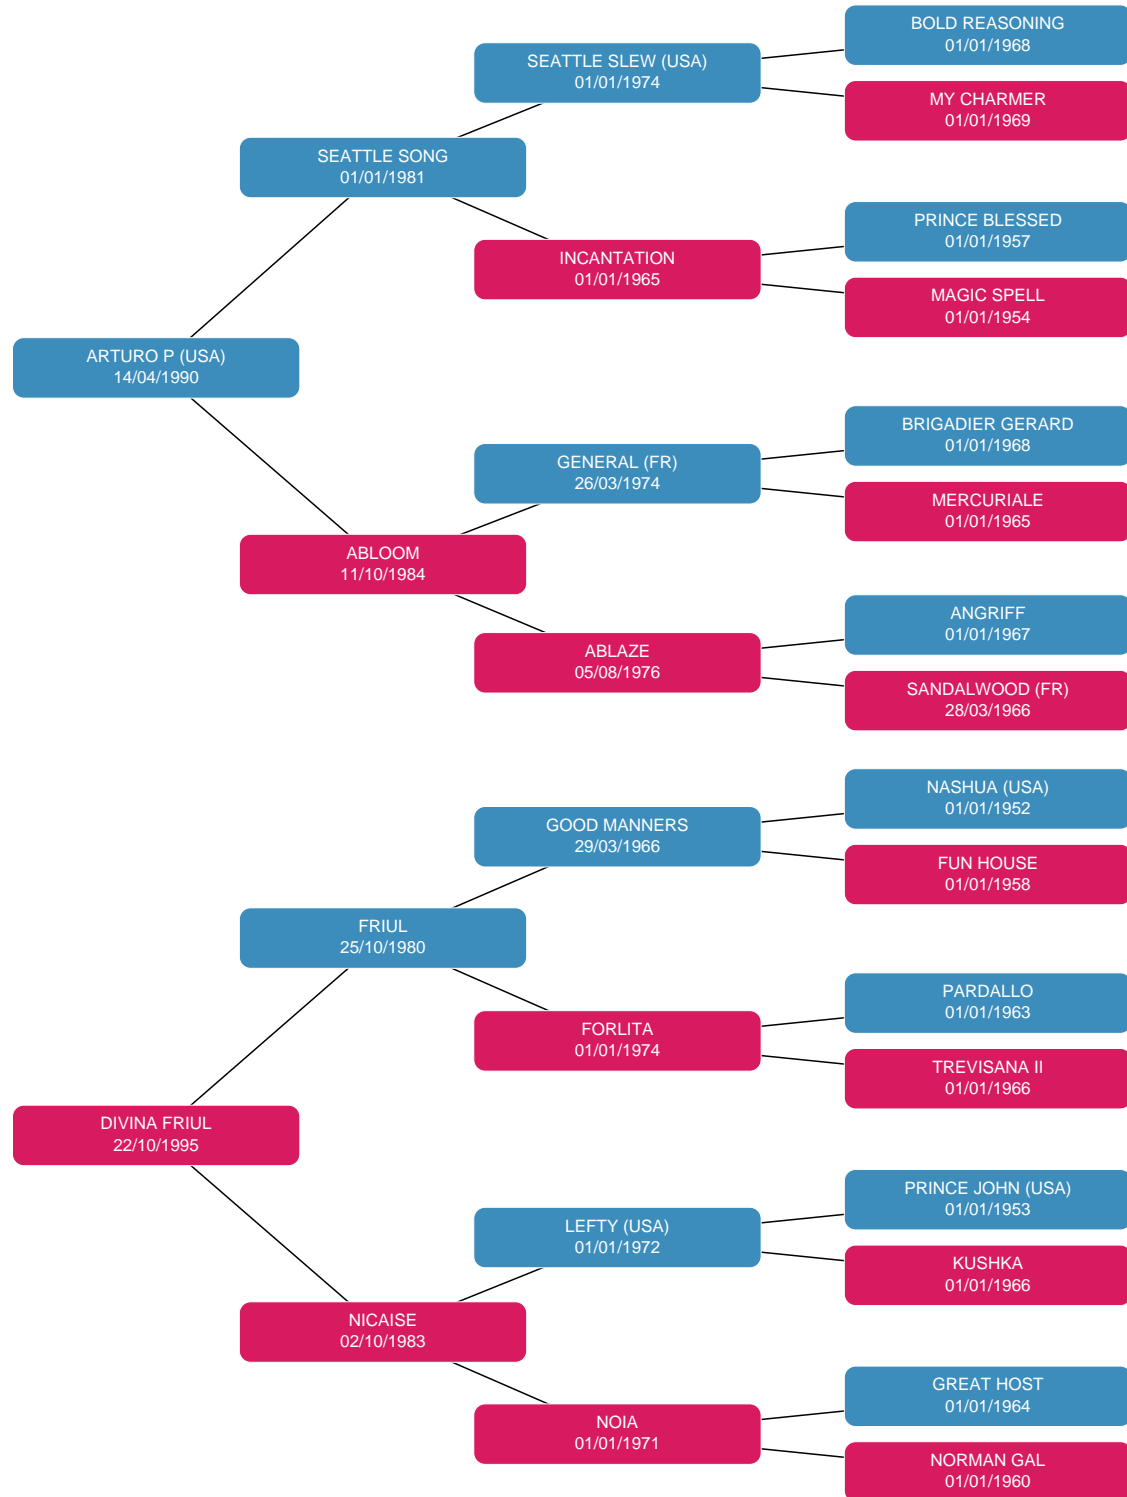 BOLD REASONING
01/01/1968
SEATTLE SLEW (USA)
01/01/1974
MY CHARMER
01/01/1969
SEATTLE SONG
01/01/1981
PRINCE BLESSED
01/01/1957
INCANTATION
01/01/1965
MAGIC SPELL
01/01/1954
ARTURO P (USA)
14/04/1990
BRIGADIER GERARD
01/01/1968
GENERAL (FR)
26/03/1974
MERCURIALE
01/01/1965
ABLOOM
11/10/1984
ANGRIFF
01/01/1967
ABLAZE
05/08/1976
SANDALWOOD (FR)
28/03/1966
NASHUA (USA)
01/01/1952
GOOD MANNERS
29/03/1966
FUN HOUSE
01/01/1958
FRIUL
25/10/1980
PARDALLO
01/01/1963
FORLITA
01/01/1974
TREVISANA II
01/01/1966
DIVINA FRIUL
22/10/1995
PRINCE JOHN (USA)
01/01/1953
LEFTY (USA)
01/01/1972
KUSHKA
01/01/1966
NICAISE
02/10/1983
GREAT HOST
01/01/1964
NOIA
01/01/1971
NORMAN GAL
01/01/1960